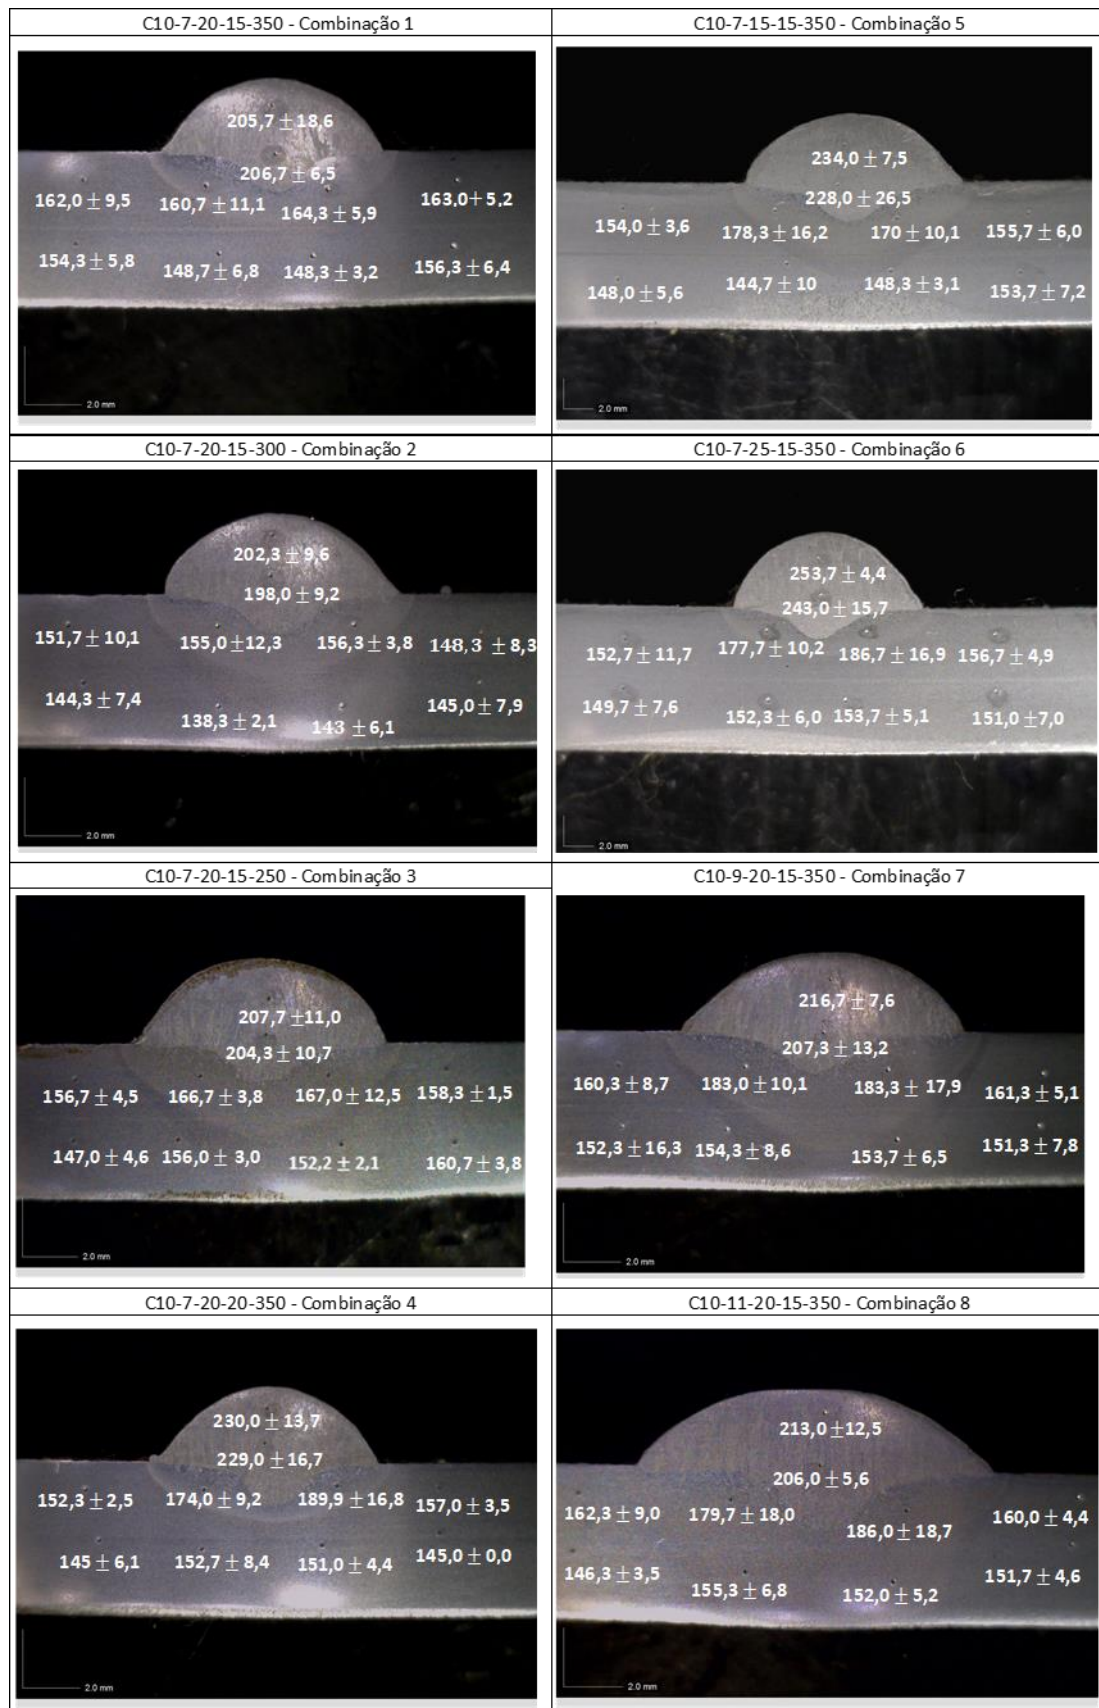 C10-7-20-15-350 - Combinação 1
205,7 ± 18,6
206,7 ± 6,5
162,0 ± 9,5 160,7 ± 11,1 164,3 ± 5,9 163,0 + 5,2
154,3 ± 5,8 148,7 ± 6,8 148,3 ± 3,2 156,3 ± 6,4
2.0 mm
C10-7-15-15-350 - Combinação 5
234,0 ± 7,5
228,0 ± 26,5
154,0 ± 3,6 178,3 ± 16,2 170 ± 10,1 155,7 ± 6,0
148,0 ± 5,6 144,7 ± 10 148,3 ± 3,1 153,7 ± 7,2
2.0 mm
C10-7-20-15-300 - Combinação 2
202,3 ± 9,6
198,0 ± 9,2
151,7 ± 10,1 155,0 ±12,3 156,3 ± 3,8 148,3 ± 8,3
144,3 ± 7,4 138,3 ± 2,1 143 ± 6,1 145,0 ± 7,9
2.0 mm
C10-7-25-15-350 - Combinação 6
253,7 ± 4,4
243,0 ± 15,7
152,7 ± 11,7 177,7 ± 10,2 186,7 ± 16,9 156,7 ± 4,9
149,7 ± 7,6 152,3 ± 6,0 153,7 ± 5,1 151,0 ± 7,0
2.0 mm
C10-7-20-15-250 - Combinação 3
207,7 ±11,0
204,3 ± 10,7
156,7 ± 4,5 166,7 ± 3,8 167,0 ± 12,5 158,3 ± 1,5
147,0 ± 4,6 156,0 ± 3,0 152,2 ± 2,1 160,7 ± 3,8
2.0 mm
C10-9-20-15-350 - Combinação 7
216,7 ± 7,6
207,3 ± 13,2
160,3 ± 8,7 183,0 ± 10,1 183,3 ± 17,9 161,3 ± 5,1
152,3 ± 16,3 154,3 ± 8,6 153,7 ± 6,5 151,3 ± 7,8
2.0 mm
C10-7-20-20-350 - Combinação 4
230,0 ± 13,7
229,0 ± 16,7
152,3 ± 2,5 174,0 ± 9,2 189,9 ± 16,8 157,0 ± 3,5
145 ± 6,1 152,7 ± 8,4 151,0 ± 4,4 145,0 ± 0,0
2.0 mm
C10-11-20-15-350 - Combinação 8
213,0 ±12,5
206,0 ± 5,6
162,3 ± 9,0 179,7 ± 18,0 186,0 ± 18,7 160,0 ± 4,4
146,3 ± 3,5 155,3 ± 6,8 152,0 ± 5,2 151,7 ± 4,6
2.0 mm